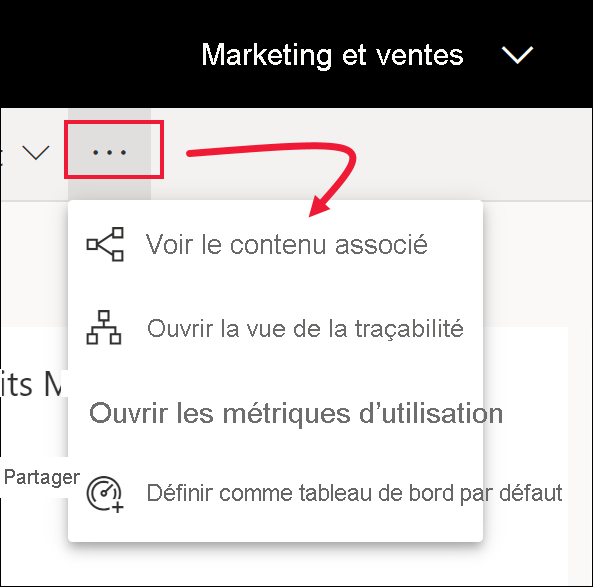 Marketing et ventes
...
Voir le contenu associé
Ouvrir la vue de la traçabilité
its M
Ouvrir les métriques d’utilisation
Partager
Définir comme tableau de bord par défaut